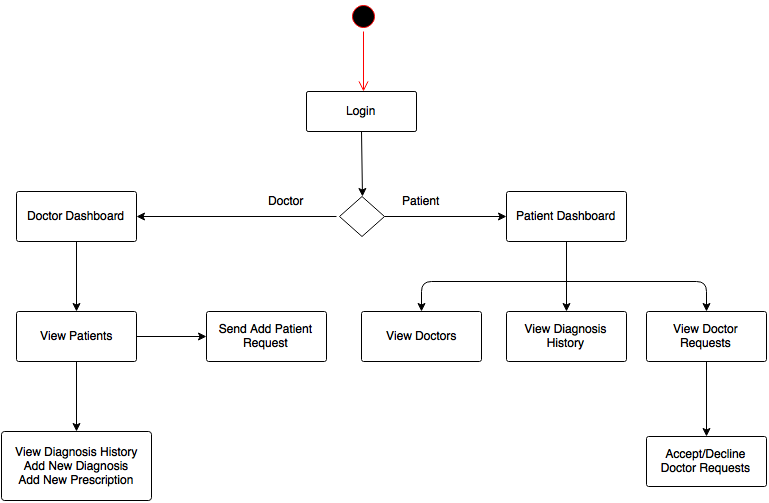 Login
Doctor
Patient
Doctor Dashboard
Patient Dashboard
View Patients
Send Add Patient
Request
View Doctors
View Diagnosis
History
View Doctor
Requests
View Diagnosis History
Add New Diagnosis
Add New Prescription
Accept/Decline
Doctor Requests